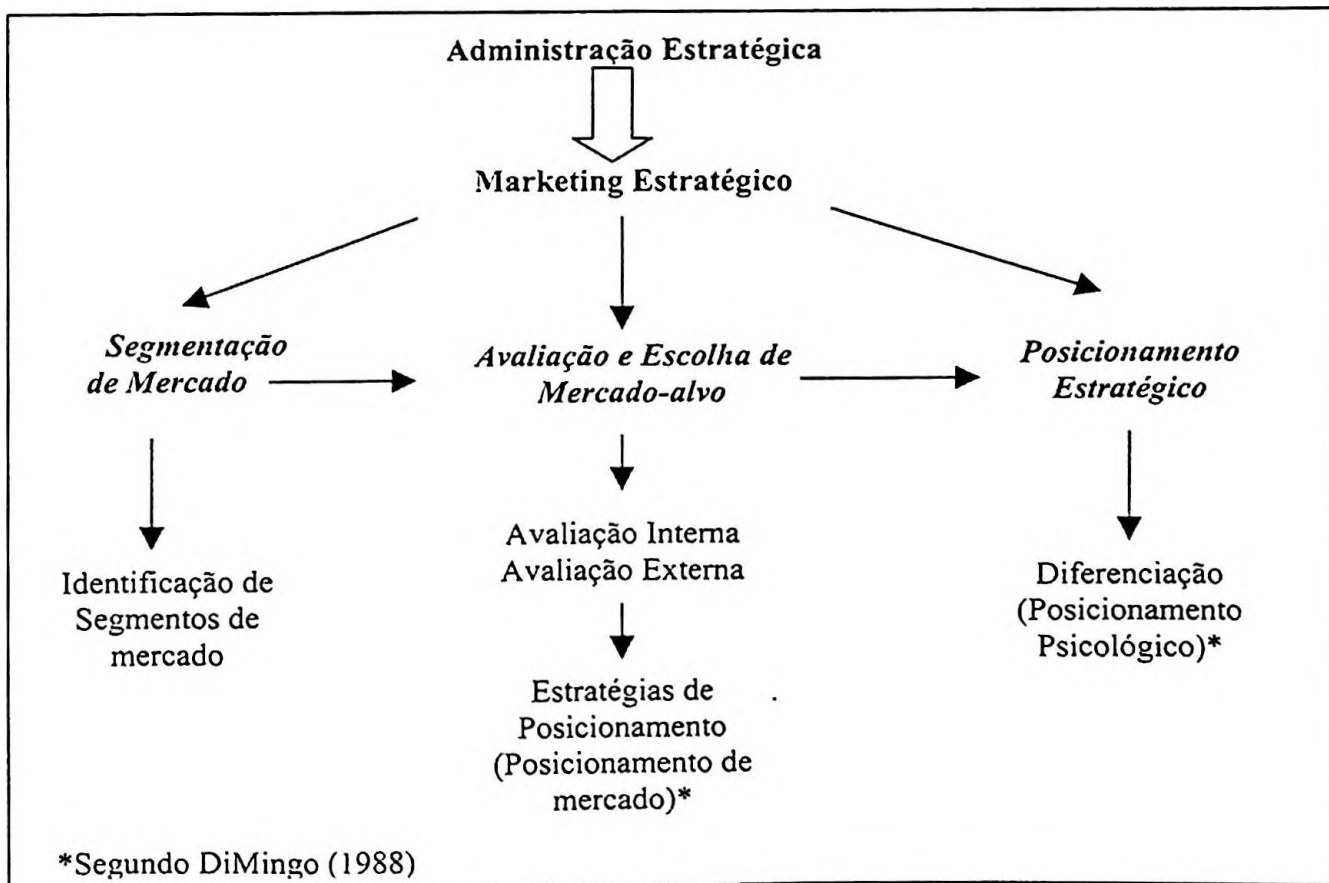 Administração Estratégica
Marketing Estratégico
Segmentação
de Mercado
Avaliação e Escolha de
Mercado-alvo
Posicionamento
Estratégico
Identificação de
Segmentos de
mercado
Avaliação Interna
Avaliação Externa
Estratégias de
Posicionamento
(Posicionamento de
mercado)*
Diferenciação
(Posicionamento
Psicológico)*
*Segundo DiMingo (1988)